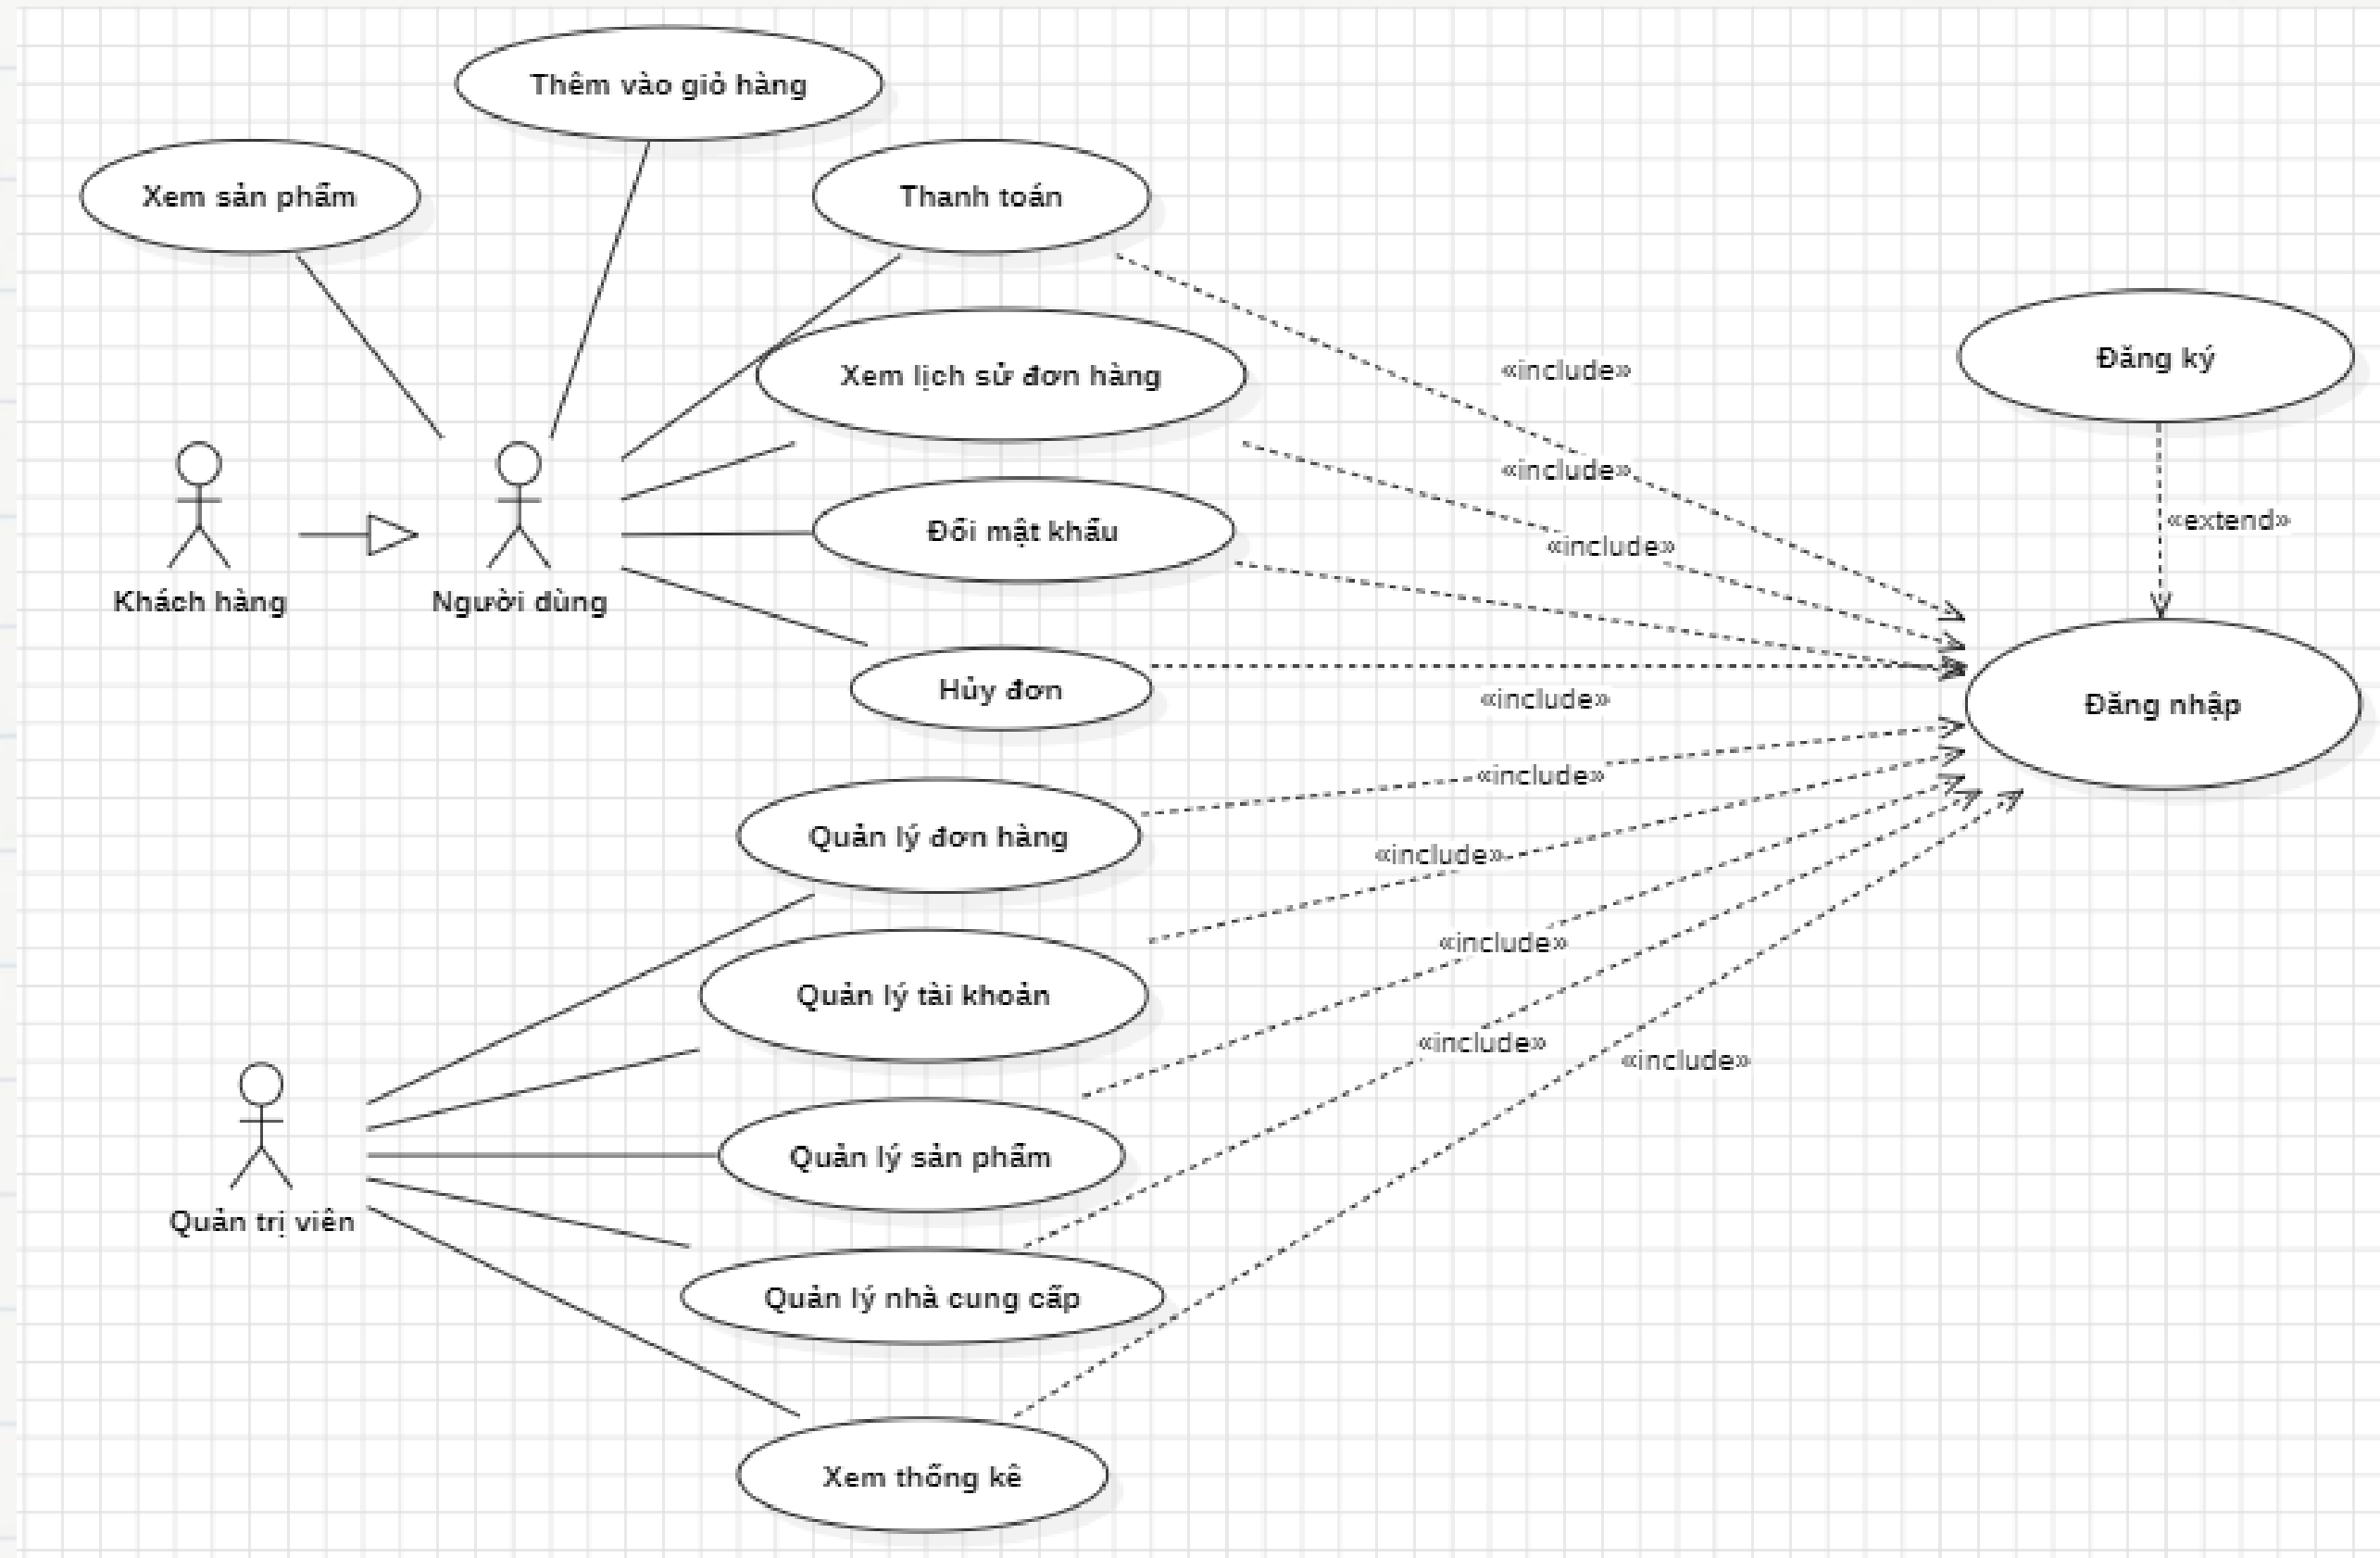 Thêm vào giỏ hàng
Xem sản phẩm
Thanh toán
Đăng ký
«include»
Xem lịch sử đơn hàng
«include»
«extend»
Đổi mật khẩu
«include»
Khách hàng
Người dùng
Hủy đơn
«include»
Đăng nhập
«include»
Quản lý đơn hàng
«include»
«include»
Quản lý tài khoản
«include»
«include»
Quản lý sản phẩm
Quản trị viên
Quản lý nhà cung cấp
Xem thống kê